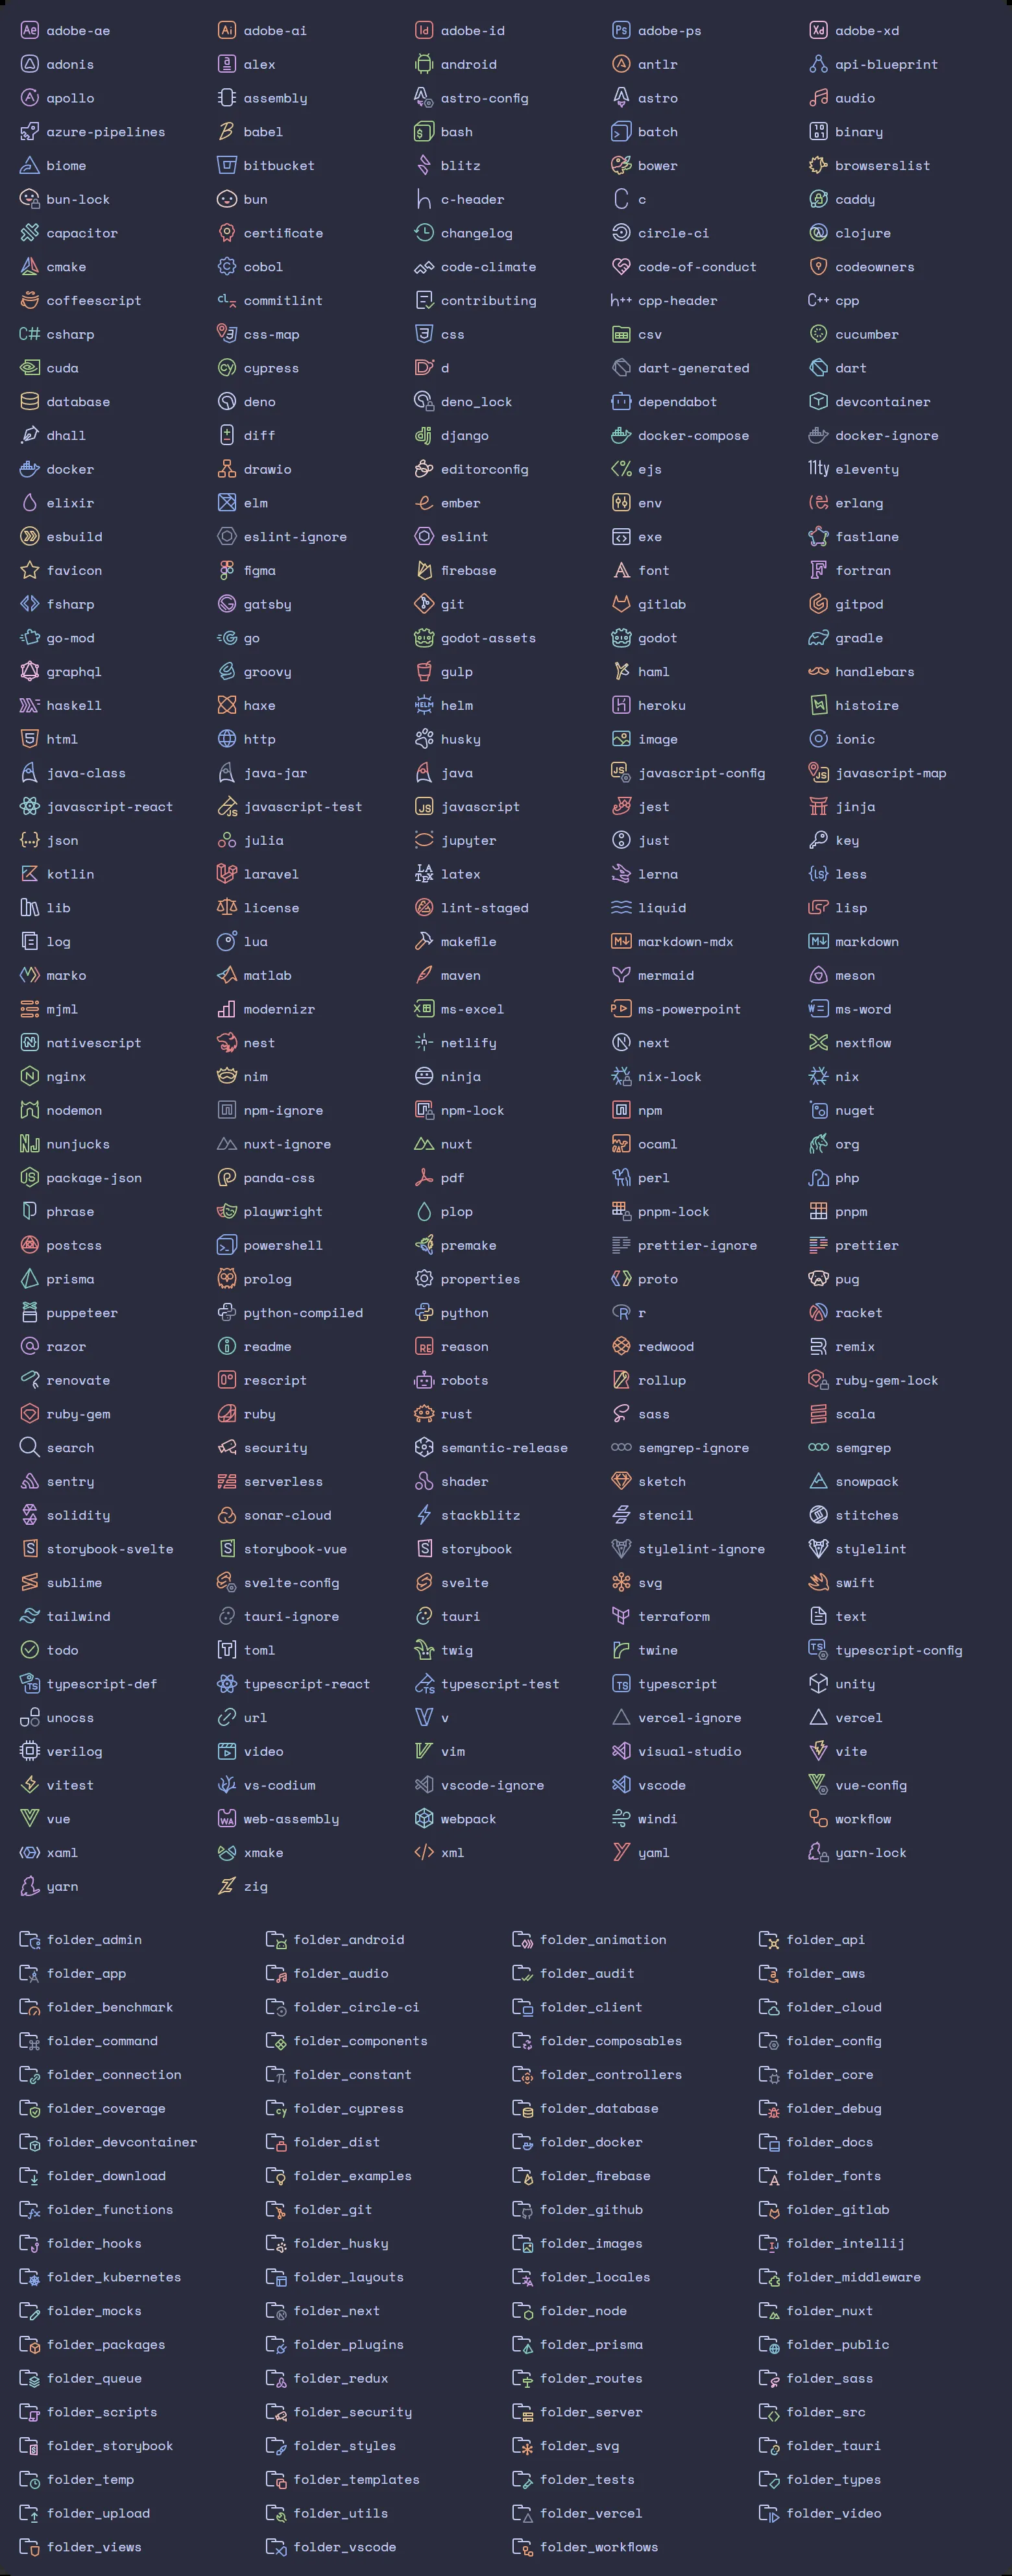 adobe-ae adobe-ai adobe-id adobe-ps adobe-xd
adonis alex android antlr api-blueprint
apollo assembly astro-config astro audio
azure-pipelines babel bash batch binary
biome bitbucket blitz bower browserslist
bun-lock bun c-header c caddy
capacitor certificate changelog circle-ci clojure
cmake cobol code-climate code-of-conduct codeowners
coffeescript commitlint contributing cpp-header cpp
csharp css-map css csv cucumber
cuda cypress d dart-generated dart
database deno deno_lock dependabot devcontainer
dhall diff django docker-compose docker-ignore
docker drawio editorconfig ejs eleventy
elixir elm ember env erlang
esbuild eslint-ignore eslint exe fastlane
favicon figma firebase font fortran
fsharp gatsby git gitlab gitpod
go-mod go godot-assets godot gradle
graphql groovy gulp haml handlebars
haskell haxe helm heroku histoire
html http husky image ionic
java-class java-jar java javascript-config javascript-map
javascript-react javascript-test javascript jest jinja
json julia jupyter just key
kotlin laravel latex lerna less
lib license lint-staged liquid lisp
log lua makefile markdown-mdx markdown
marko matlab maven mermaid meson
mjml modernizr ms-excel ms-powerpoint ms-word
nativescript nest netlify next nextflow
nginx nim ninja nix-lock nix
nodemon npm-ignore npm-lock npm nuget
nunjucks nuxt-ignore nuxt ocaml org
package-json panda-css pdf perl php
phrase playwright plop pnpm-lock pnpm
postcss powershell premake prettier-ignore prettier
prisma prolog properties proto pug
puppeteer python-compiled python r racket
razor readme reason redwood remix
renovate rescript robots rollup ruby-gem-lock
ruby-gem ruby rust sass scala
search security semantic-release semgrep-ignore semgrep
sentry serverless shader sketch snowpack
solidity sonar-cloud stackblitz stencil stitches
storybook-svelte storybook-vue storybook stylelint-ignore stylelint
sublime svelte-config svelte svg swift
tailwind tauri-ignore tauri terraform text
todo toml twig twine typescript-config
typescript-def typescript-react typescript-test typescript unity
unocss url v vercel-ignore vercel
verilog video vim visual-studio vite
vitest vs-codium vscode-ignore vscode vue-config
vue web-assembly webpack windi workflow
xaml xmake xml yaml yarn-lock
yarn zig
folder_admin folder_android folder_animation folder_api
folder_app folder_audio folder_audit folder_aws
folder_benchmark folder_circle-ci folder_client folder_cloud
folder_command folder_components folder_composables folder_config
folder_connection folder_constant folder_controllers folder_core
folder_coverage folder_cypress folder_database folder_debug
folder_devcontainer folder_dist folder_docker folder_docs
folder_download folder_examples folder_firebase folder_fonts
folder_functions folder_git folder_github folder_gitlab
folder_hooks folder_husky folder_images folder_intellij
folder_kubernetes folder_layouts folder_locales folder_middleware
folder_mocks folder_next folder_node folder_nuxt
folder_packages folder_plugins folder_prisma folder_public
folder_queue folder_redux folder_routes folder_sass
folder_scripts folder_security folder_server folder_src
folder_storybook folder_styles folder_svg folder_tauri
folder_temp folder_templates folder_tests folder_types
folder_upload folder_utils folder_vercel folder_video
folder_views folder_vscode folder_workflows